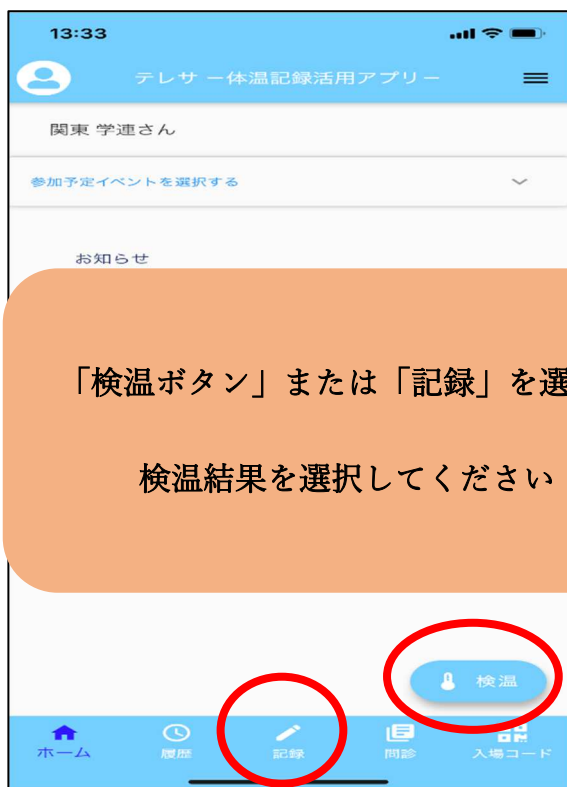 13:33
テレサ ー体温記録活用アプリー
関東 学連さん
参加予定イベントを選択する
お知らせ
「検温ボタン」または「記録」を選
検温結果を選択してください
検温
ホーム 履歴 記録 問診 入場コード